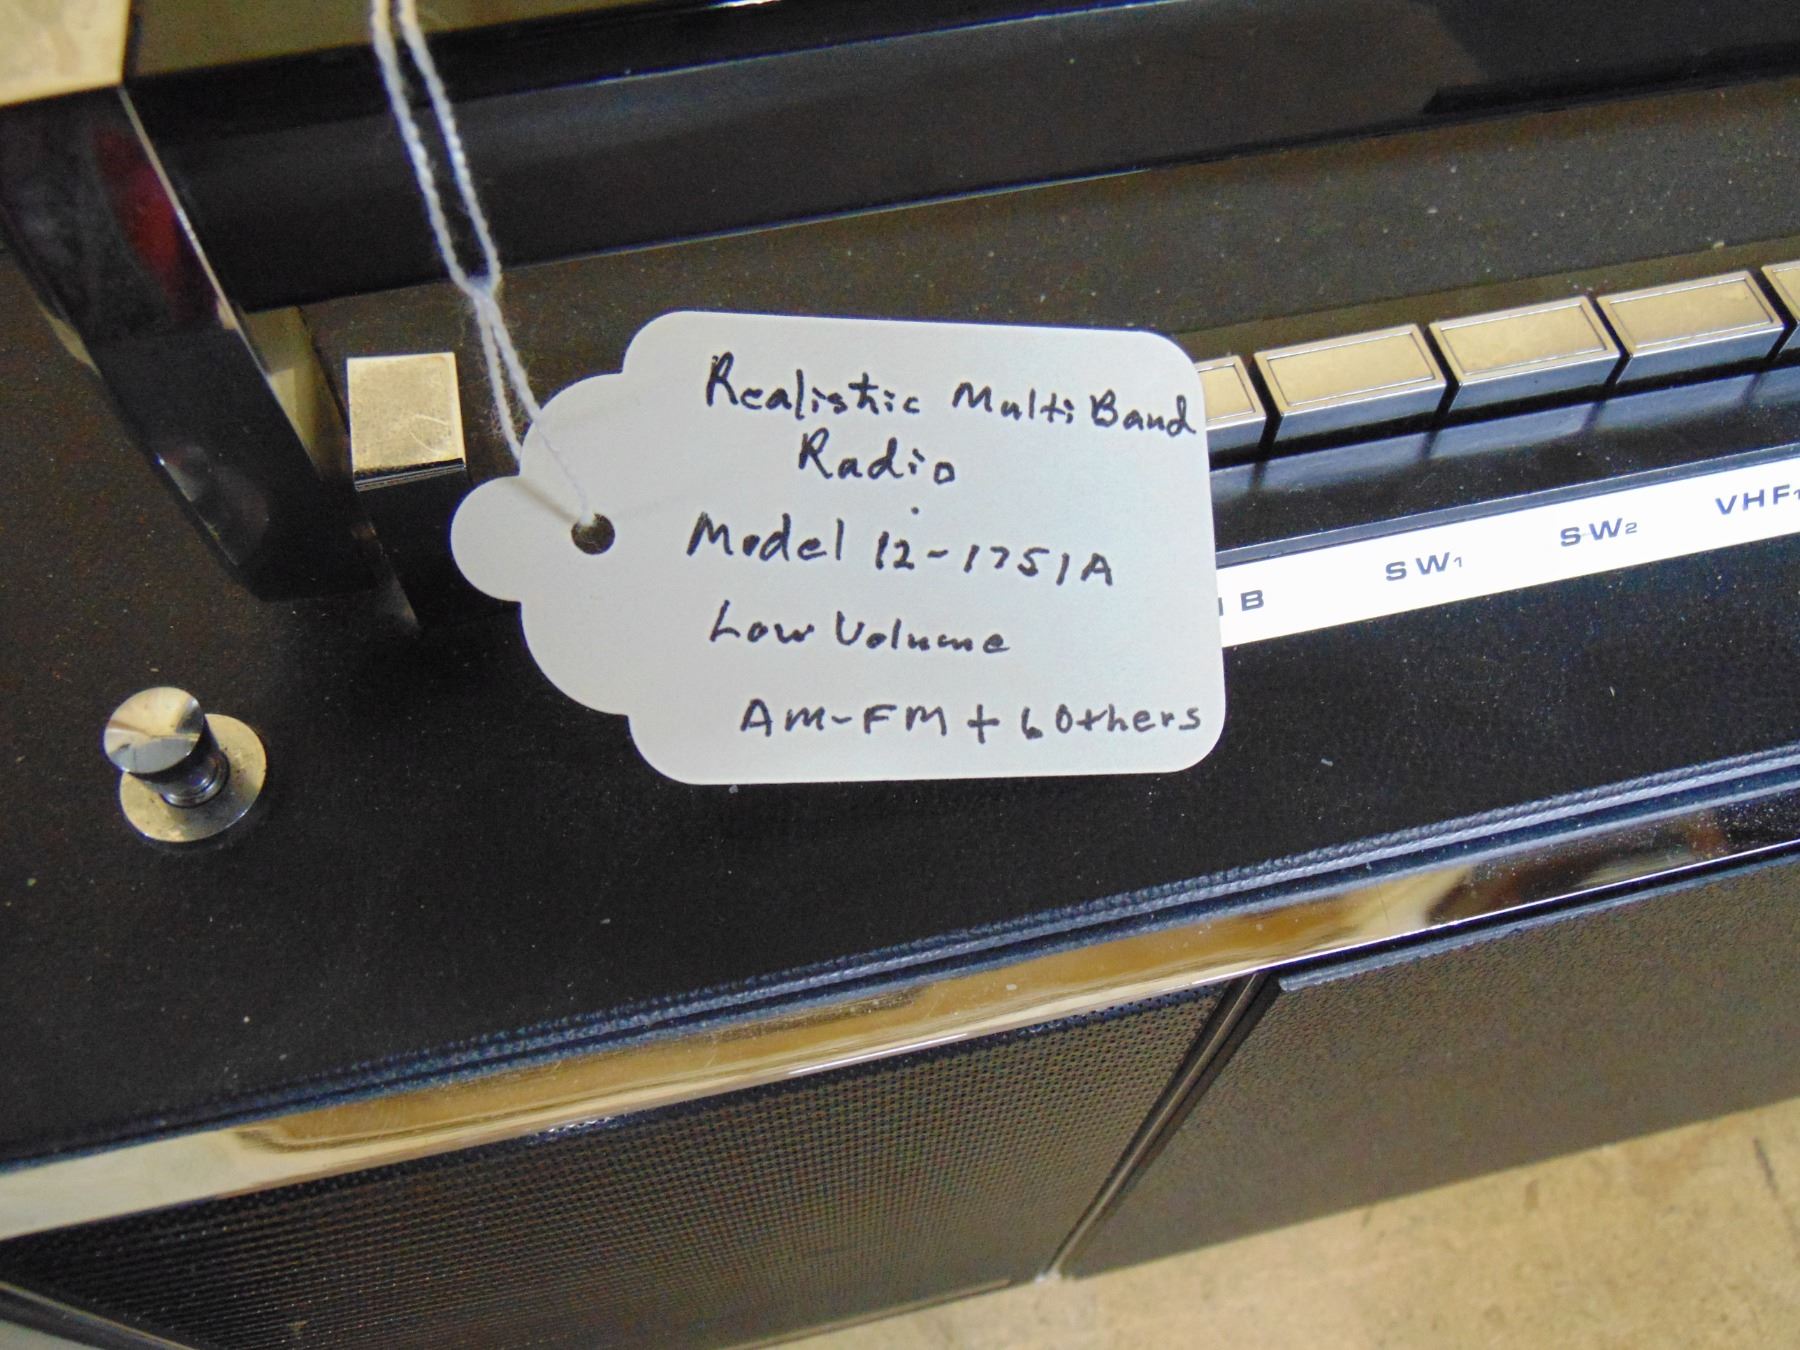 Realistic Multi Band
Radio
Model 12-1751A
Low Volume
AM-FM + 6 Others
B
SW1
SW2
VHF1